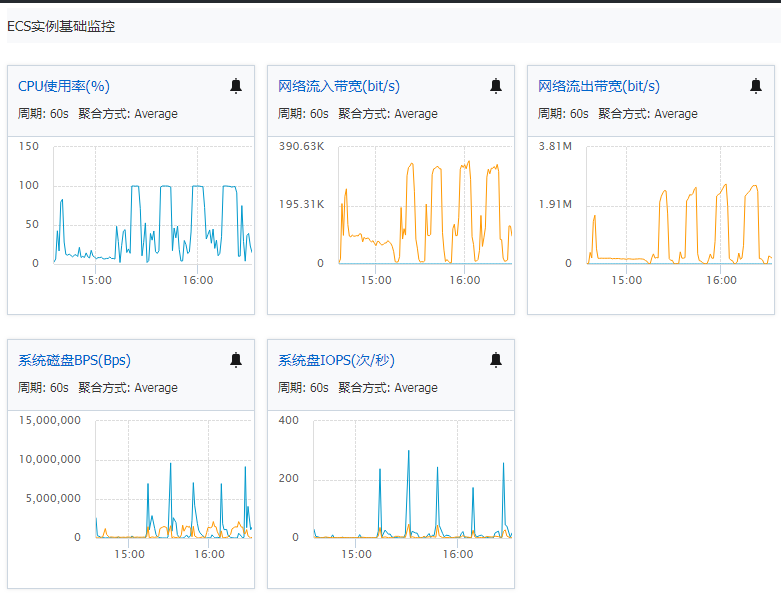 ECS实例基础监控
CPU使用率(%)
周期: 60s 聚合方式: Average
150
100
50
0
15:00 16:00
网络流入带宽(bit/s)
周期: 60s 聚合方式: Average
390.63K
195.31K
0
15:00 16:00
网络流出带宽(bit/s)
周期: 60s 聚合方式: Average
3.81M
1.91M
0
15:00 16:00
系统磁盘BPS(Bps)
周期: 60s 聚合方式: Average
15,000,000
10,000,000
5,000,000
0
15:00 16:00
系统盘IOPS(次/秒)
周期: 60s 聚合方式: Average
400
200
0
15:00 16:00